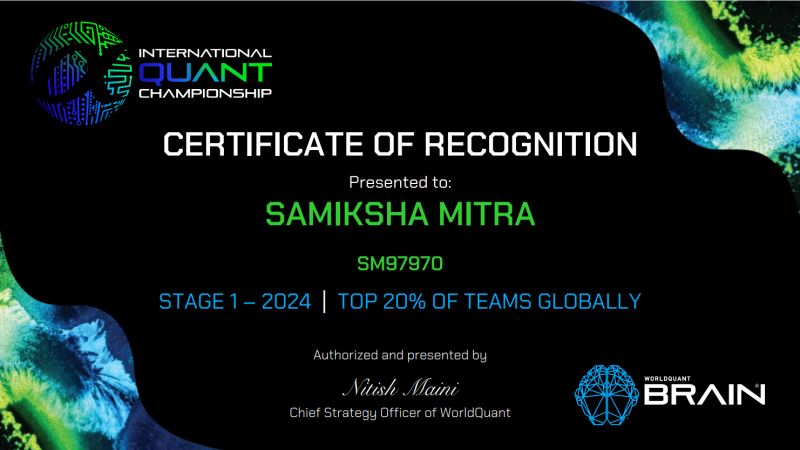 INTERNATIONAL
QUANT
CHAMPIONSHIP
CERTIFICATE OF RECOGNITION
Presented to:
SAMIKSHA MITRA
SM97970
STAGE 1 – 2024 | TOP 20% OF TEAMS GLOBALLY
Authorized and presented by
Nitish Maini
Chief Strategy Officer of WorldQuant
WORLDQUANT
BRAIN®